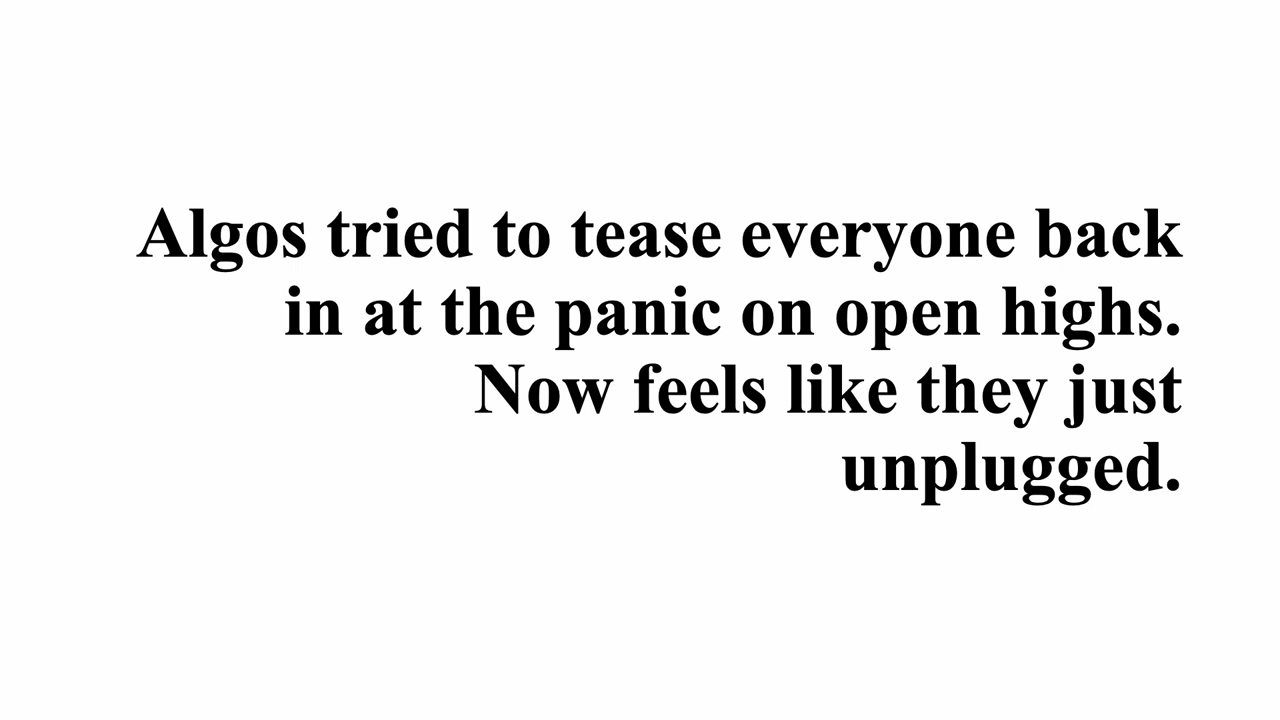 Algos tried to tease everyone back
in at the panic on open highs.
Now feels like they just
unplugged.